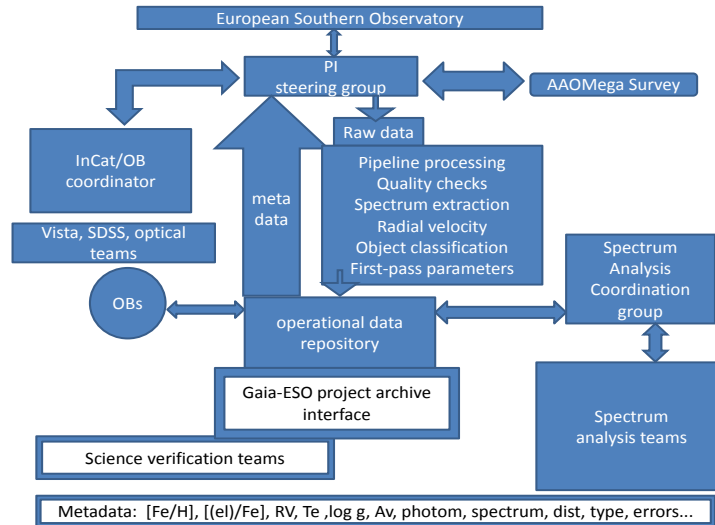 European Southern Observatory
PI
steering group
AAOMega Survey
Raw data
InCat/OB
coordinator
meta
data
Pipeline processing
Quality checks
Spectrum extraction
Radial velocity
Object classification
First-pass parameters
Vista, SDSS, optical
teams
Spectrum
Analysis
Coordination
group
OBs
operational data
repository
Gaia-ESO project archive
interface
Spectrum
analysis teams
Science verification teams
Metadata: [Fe/H], [(el)/Fe], RV, Te ,log g, Av, photom, spectrum, dist, type, errors...